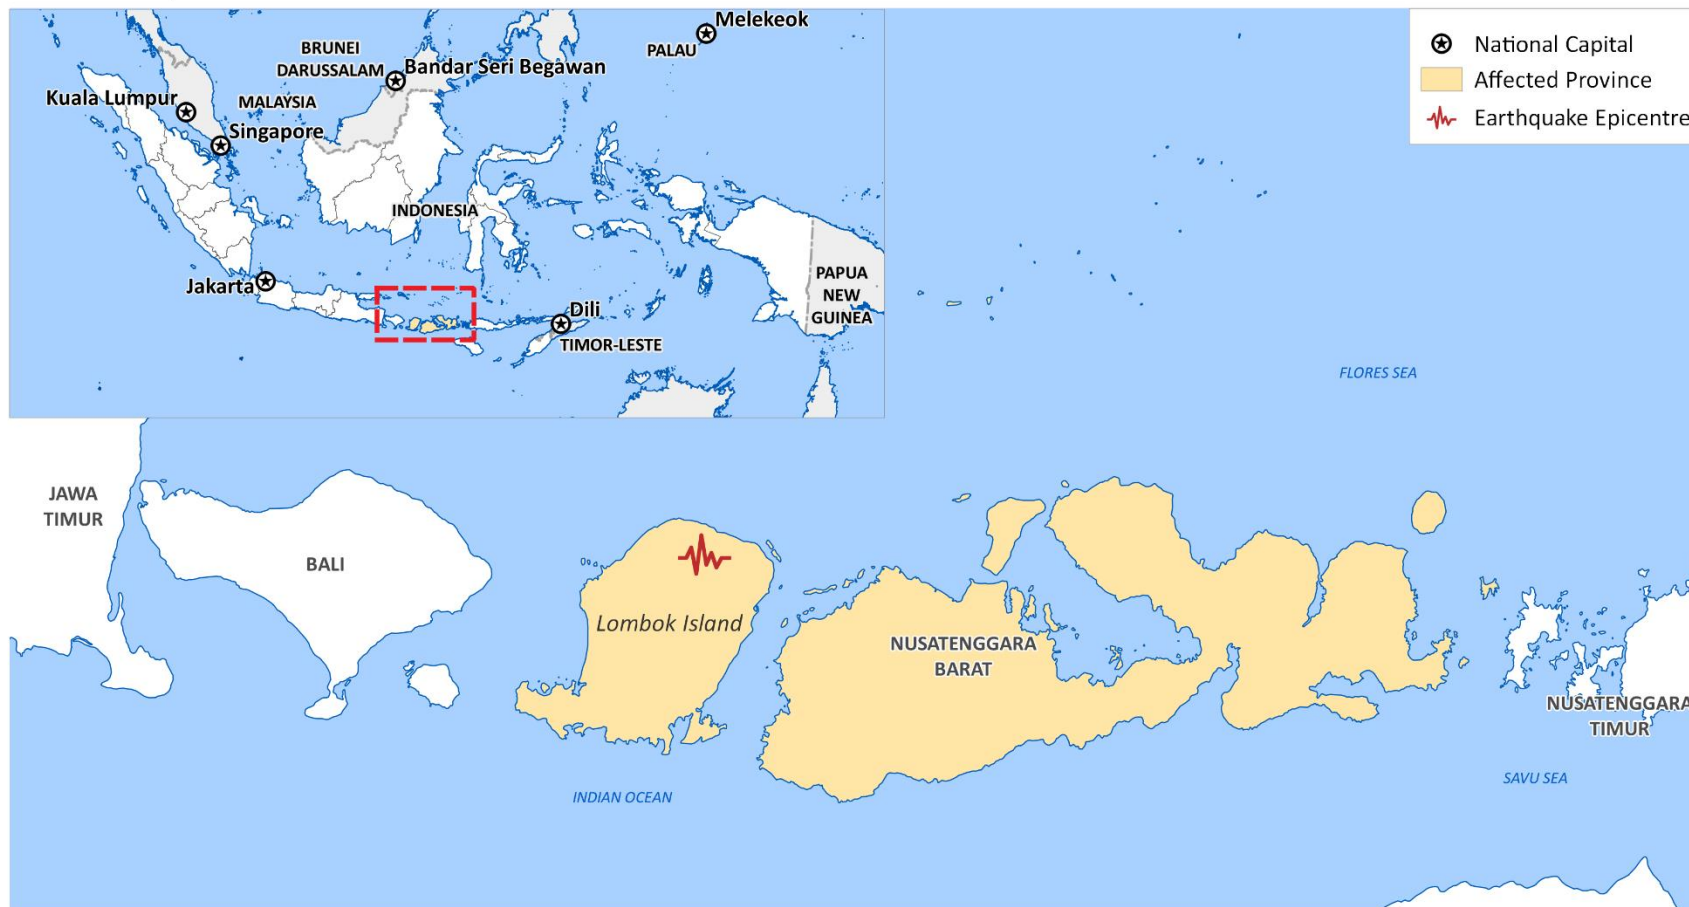 Melekeok
PALAU
BRUNEI
DARUSSALAM
Bandar Seri Begawan
Kuala Lumpur
MALAYSIA
Singapore
INDONESIA
Jakarta
Dili
TIMOR-LESTE
PAPUA
NEW
GUINEA
National Capital
Affected Province
Earthquake Epicentre
FLORES SEA
JAWA
TIMUR
BALI
Lombok Island
NUSATENGGARA
BARAT
NUSATENGGARA
TIMUR
INDIAN OCEAN
SAVU SEA